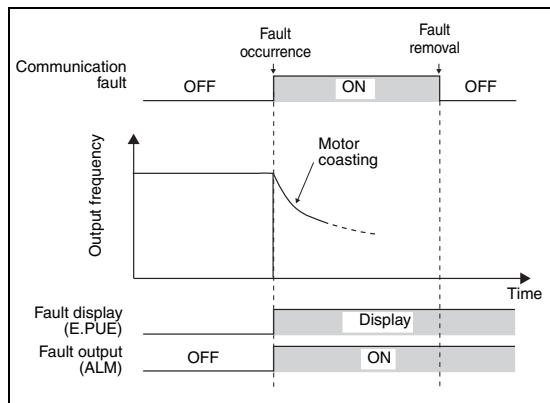 Fault
occurrence
Fault
removal
Communication
fault
OFF
ON
OFF
Output frequency
Motor
coasting
Time
Fault display
(E.PUE)
Display
Fault output
(ALM)
OFF
ON